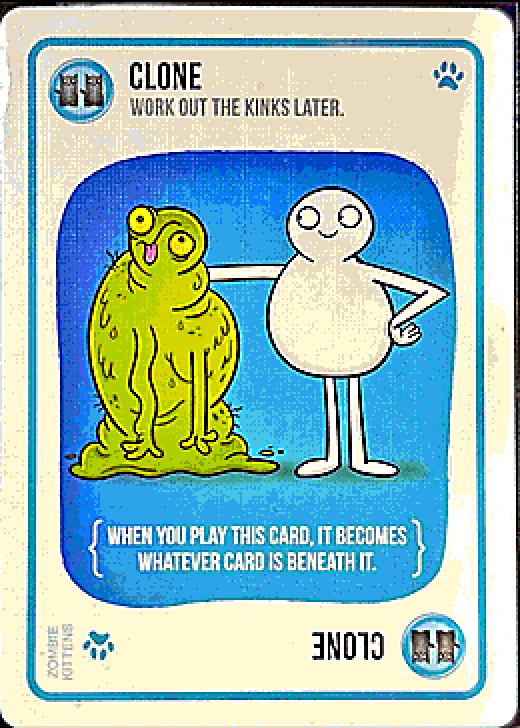 CLONE
WORK OUT THE KINKS LATER.
{ WHEN YOU PLAY THIS CARD, IT BECOMES
WHATEVER CARD IS BENEATH IT. }
ZOMBIE
KITTENS
CLONE